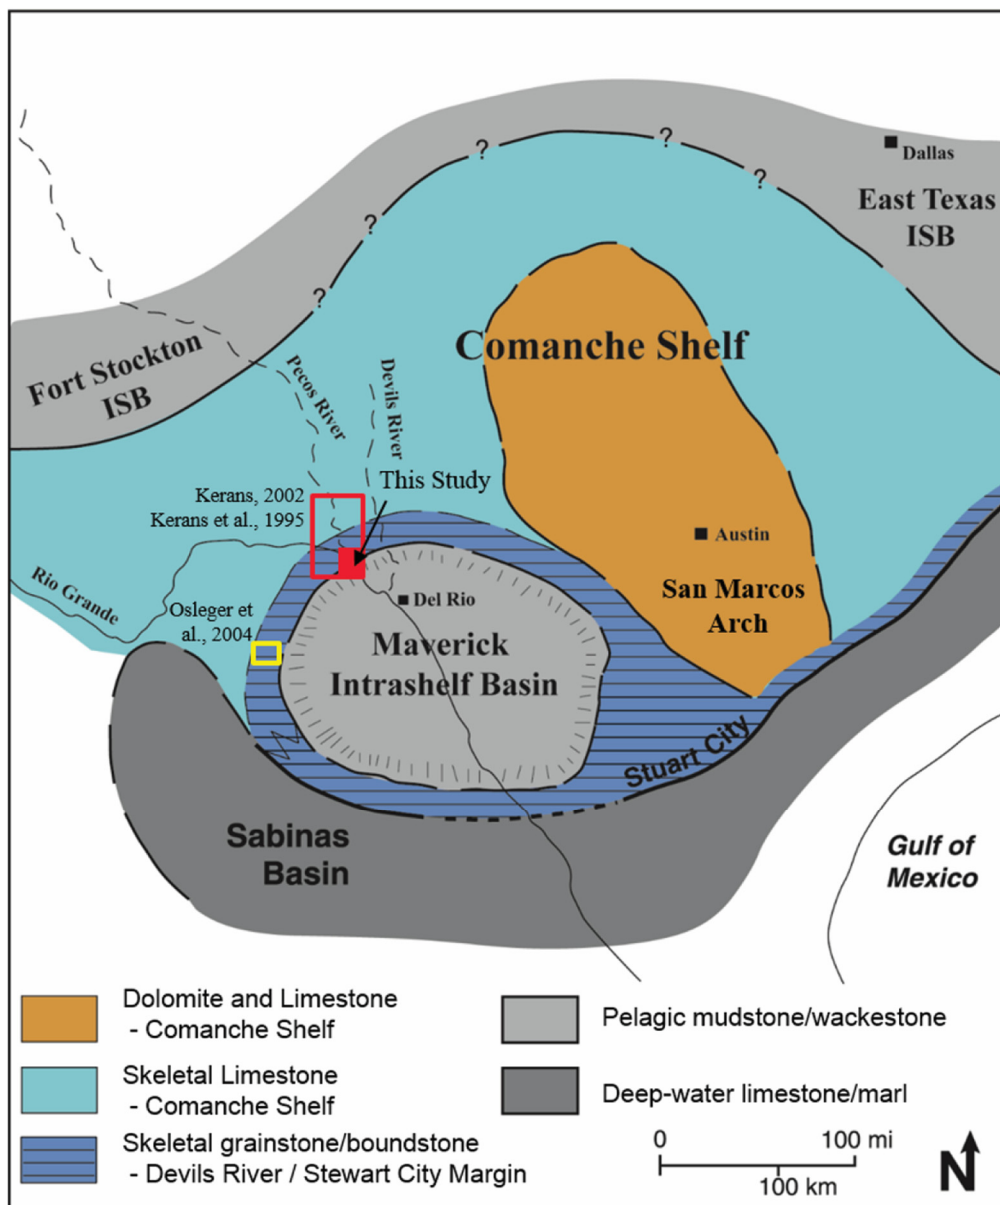 ?
?
?
?
?
Dallas
East Texas
ISB
Fort Stockton
ISB
Comanche Shelf
Pecos River
Devils River
This Study
Kerans, 2002
Kerans et al., 1995
Austin
San Marcos
Arch
Rio Grande
Osleger et
al., 2004
Del Rio
Maverick
Intrashelf Basin
Stuart City
Sabinas
Basin
Gulf of
Mexico
Dolomite and Limestone
- Comanche Shelf
Skeletal Limestone
- Comanche Shelf
Skeletal grainstone/boundstone
- Devils River / Stewart City Margin
Pelagic mudstone/wackestone
Deep-water limestone/marl
0 100 mi
100 km
N